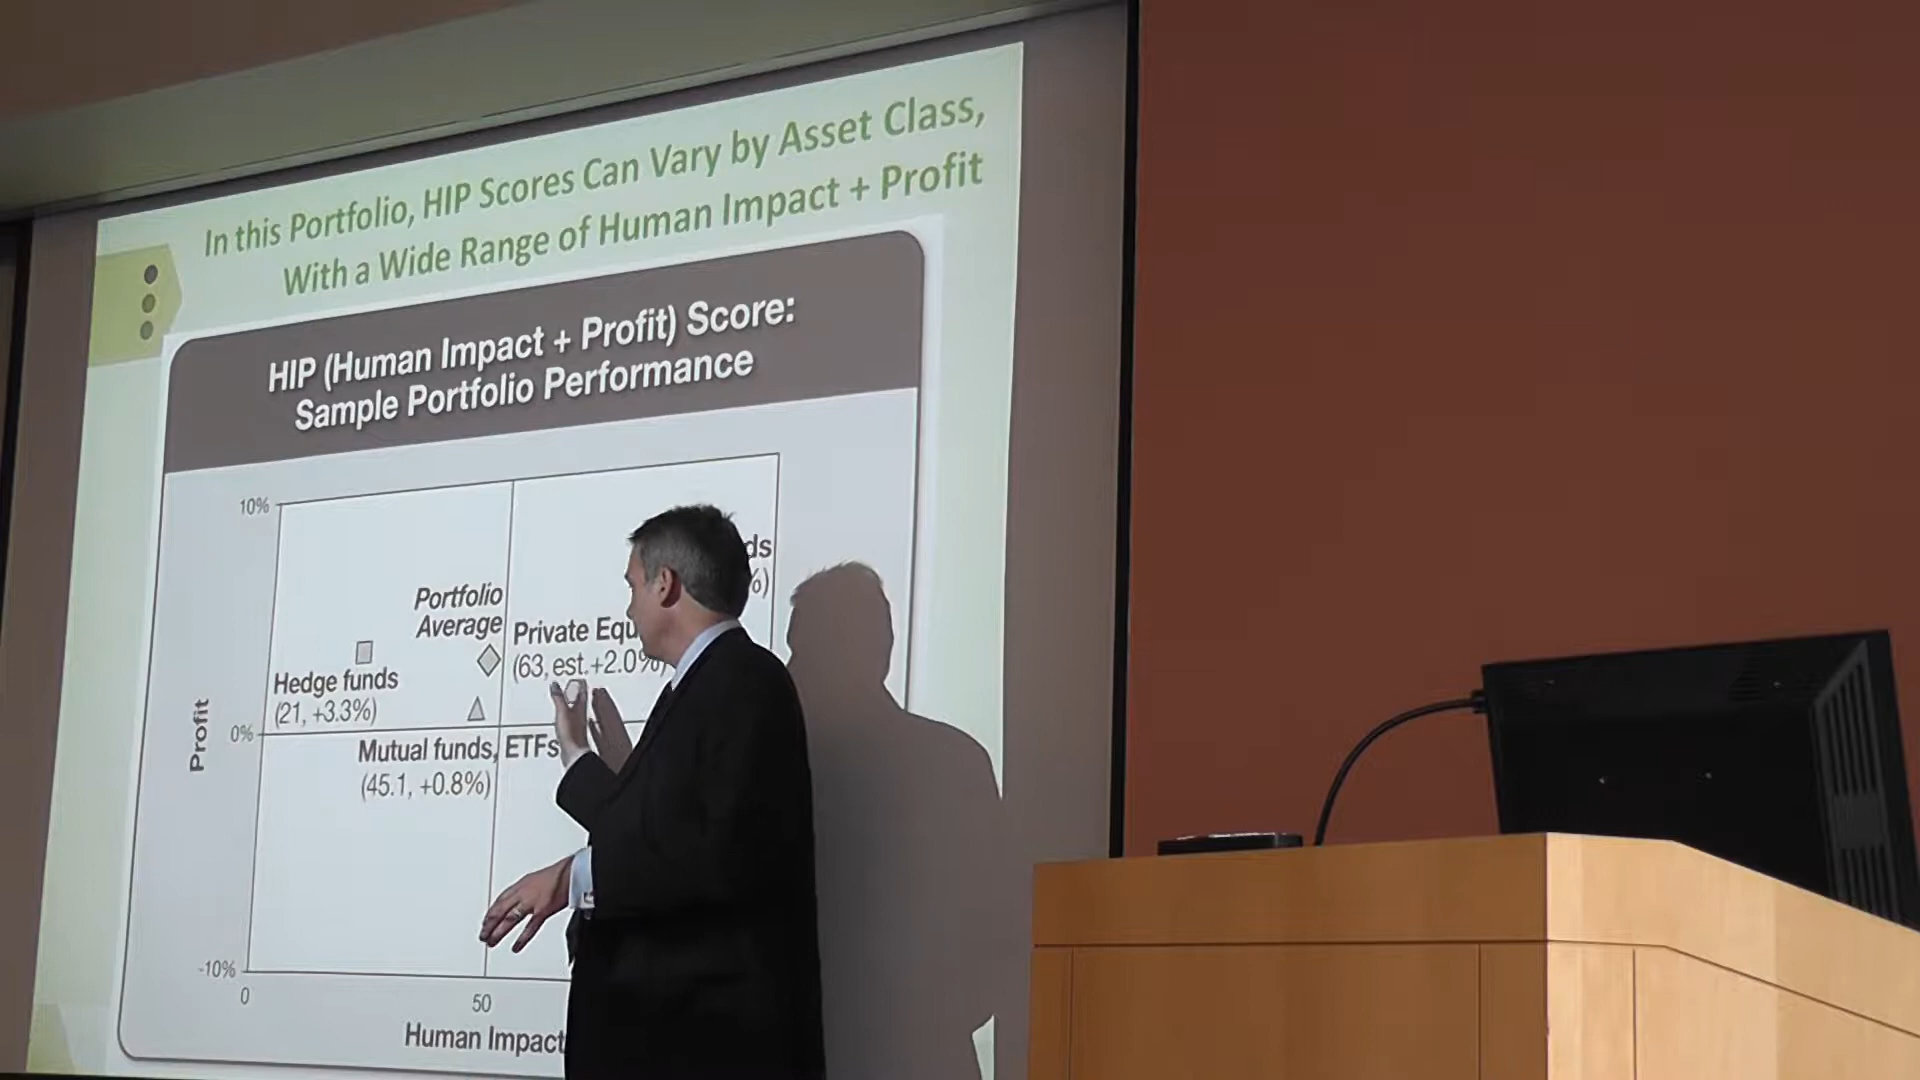 In this Portfolio, HIP Scores Can Vary by Asset Class,
With a Wide Range of Human Impact + Profit
HIP (Human Impact + Profit) Score:
Sample Portfolio Performance
10%
Portfolio
Average
Private
(63, est.+2.0%)
Hedge funds
(21, +3.3%)
Profit
0%
Mutual funds, ETFs
(45.1, +0.8%)
-10%
0
50
Human Impact